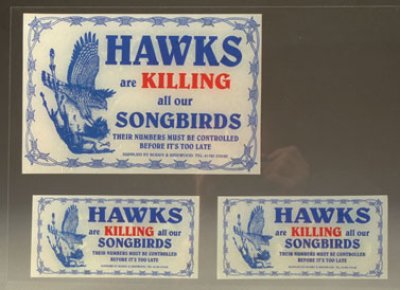 HAWKS
are KILLING
all our
SONGBIRDS
THEIR NUMBERS MUST BE CONTROLLED
BEFORE IT'S TOO LATE
HAWKS
are KILLING all our
SONGBIRDS
THEIR NUMBERS MUST BE CONTROLLED
BEFORE IT'S TOO LATE
HAWKS
are KILLING all our
SONGBIRDS
THEIR NUMBERS MUST BE CONTROLLED
BEFORE IT'S TOO LATE